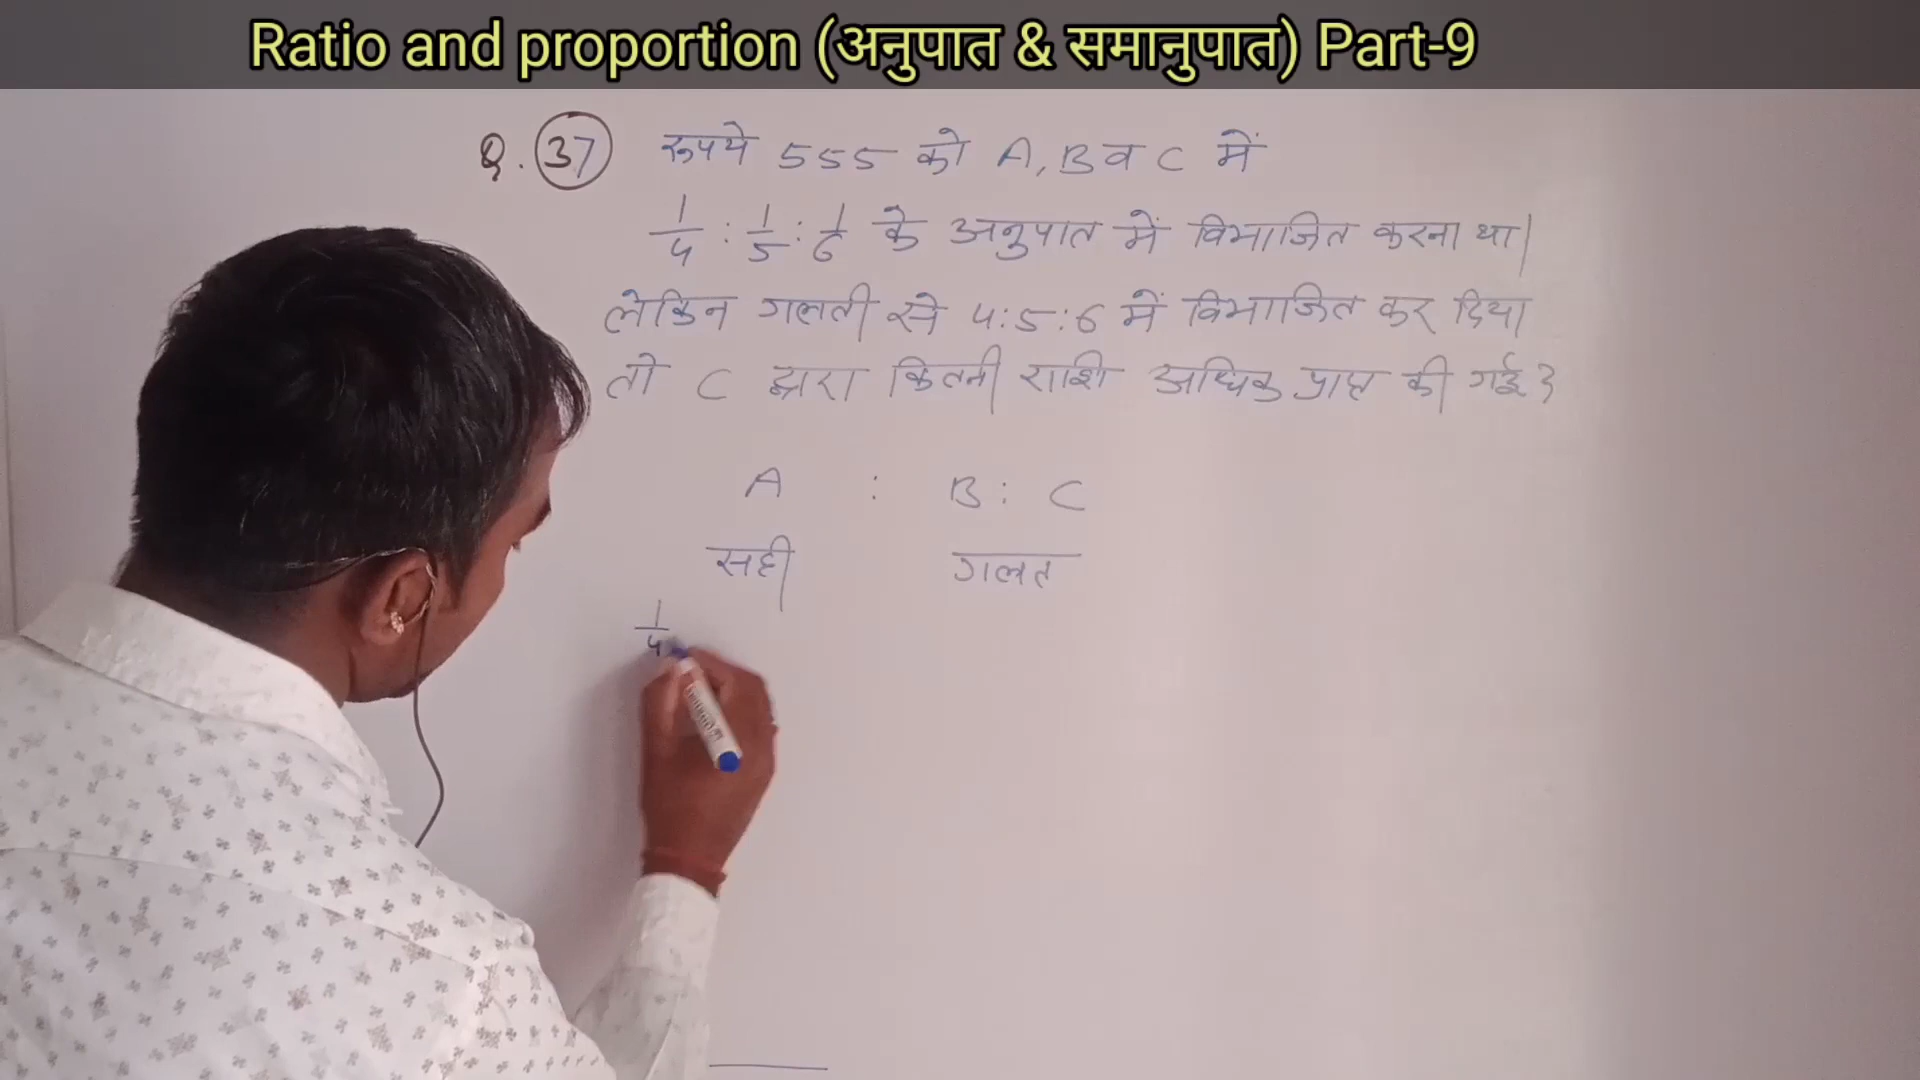 Ratio and proportion (अनुपात & समानुपात) Part-9
Q. 37 रूपये 555 को A, B व C में
1/4 : 1/5 : 1/6 के अनुपात में विभाजित करना था।
लेकिन गलती से 4:5:6 में विभाजित कर दिया
तो C द्वारा कितनी राशि अधिक प्राप्त की गई?
A : B : C
सही गलत
1/4